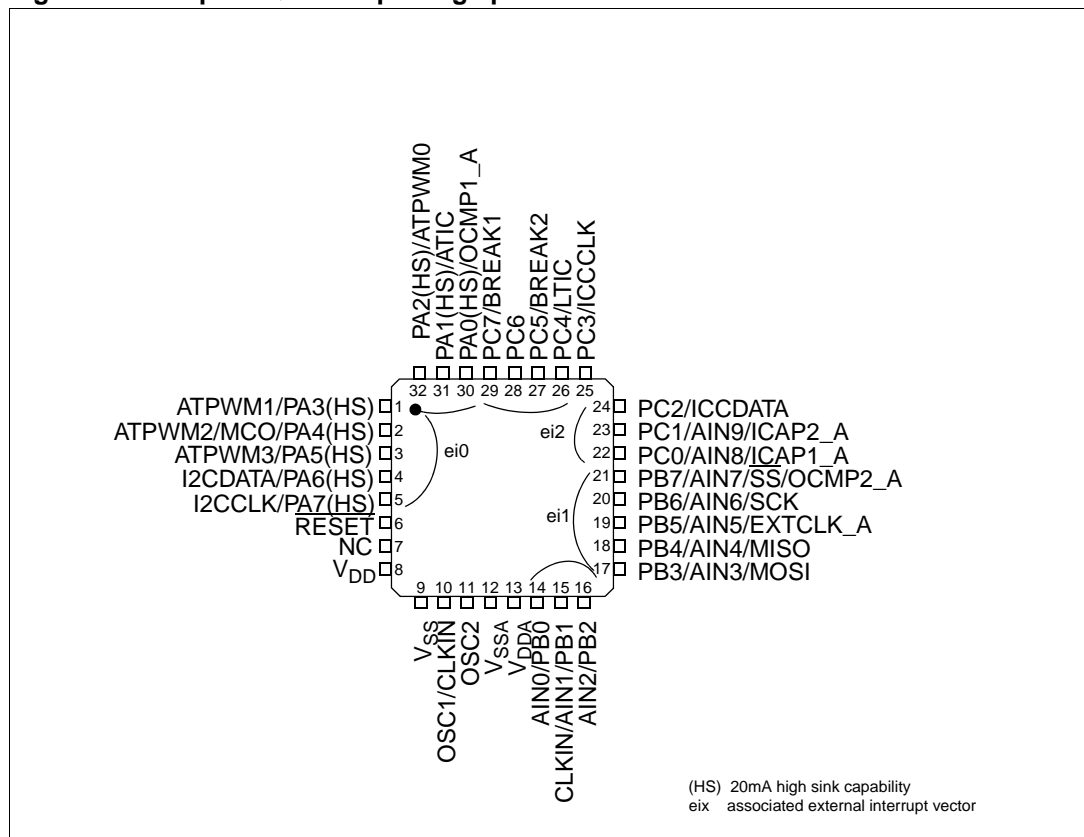 PA2(HS)/ATPWM0
PA1(HS)/ATIC
PA0(HS)/OCMP1_A
PC7/BREAK1
PC6
PC5/BREAK2
PC4/LTIC
PC3/ICCCLK
32 31 30 29 28 27 26 25
ATPWM1/PA3(HS) 1
ATPWM2/MCO/PA4(HS) 2
ATPWM3/PA5(HS) 3
I2CDATA/PA6(HS) 4
I2CCLK/PA7(HS) 5
RESET 6
NC 7
VDD 8
ei0
ei2
ei1
24 PC2/ICCDATA
23 PC1/AIN9/ICAP2_A
22 PC0/AIN8/ICAP1_A
21 PB7/AIN7/SS/OCMP2_A
20 PB6/AIN6/SCK
19 PB5/AIN5/EXTCLK_A
18 PB4/AIN4/MISO
17 PB3/AIN3/MOSI
9 10 11 12 13 14 15 16
VSS
OSC1/CLKIN
OSC2
VSSA
VDDA
AIN0/PB0
CLKIN/AIN1/PB1
AIN2/PB2
(HS) 20mA high sink capability
eix associated external interrupt vector